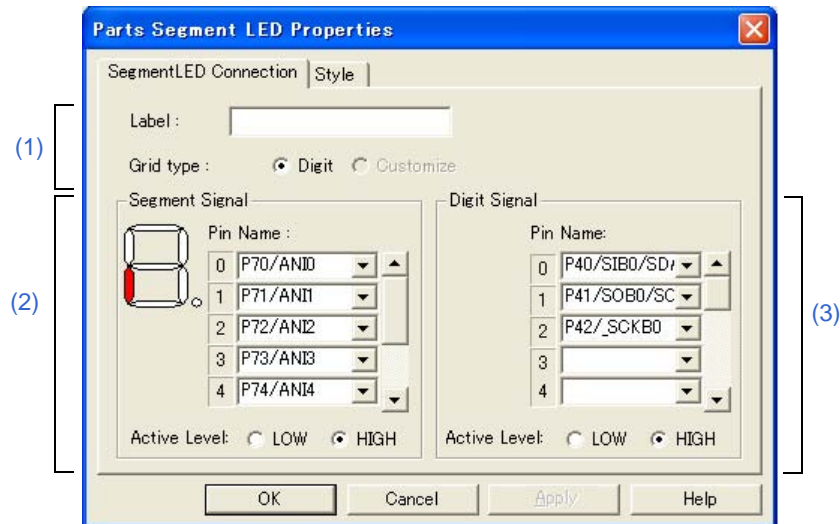 Parts Segment LED Properties
SegmentLED Connection Style
(1)
Label :
Grid type : Digit Customize
(2)
Segment Signal
Pin Name :
0 P70/ANI0
1 P71/ANI1
2 P72/ANI2
3 P73/ANI3
4 P74/ANI4
Active Level: LOW HIGH
(3)
Digit Signal
Pin Name:
0 P40/SIB0/SD
1 P41/SOB0/SC
2 P42/_SCKB0
3
4
Active Level: LOW HIGH
OK Cancel Apply Help